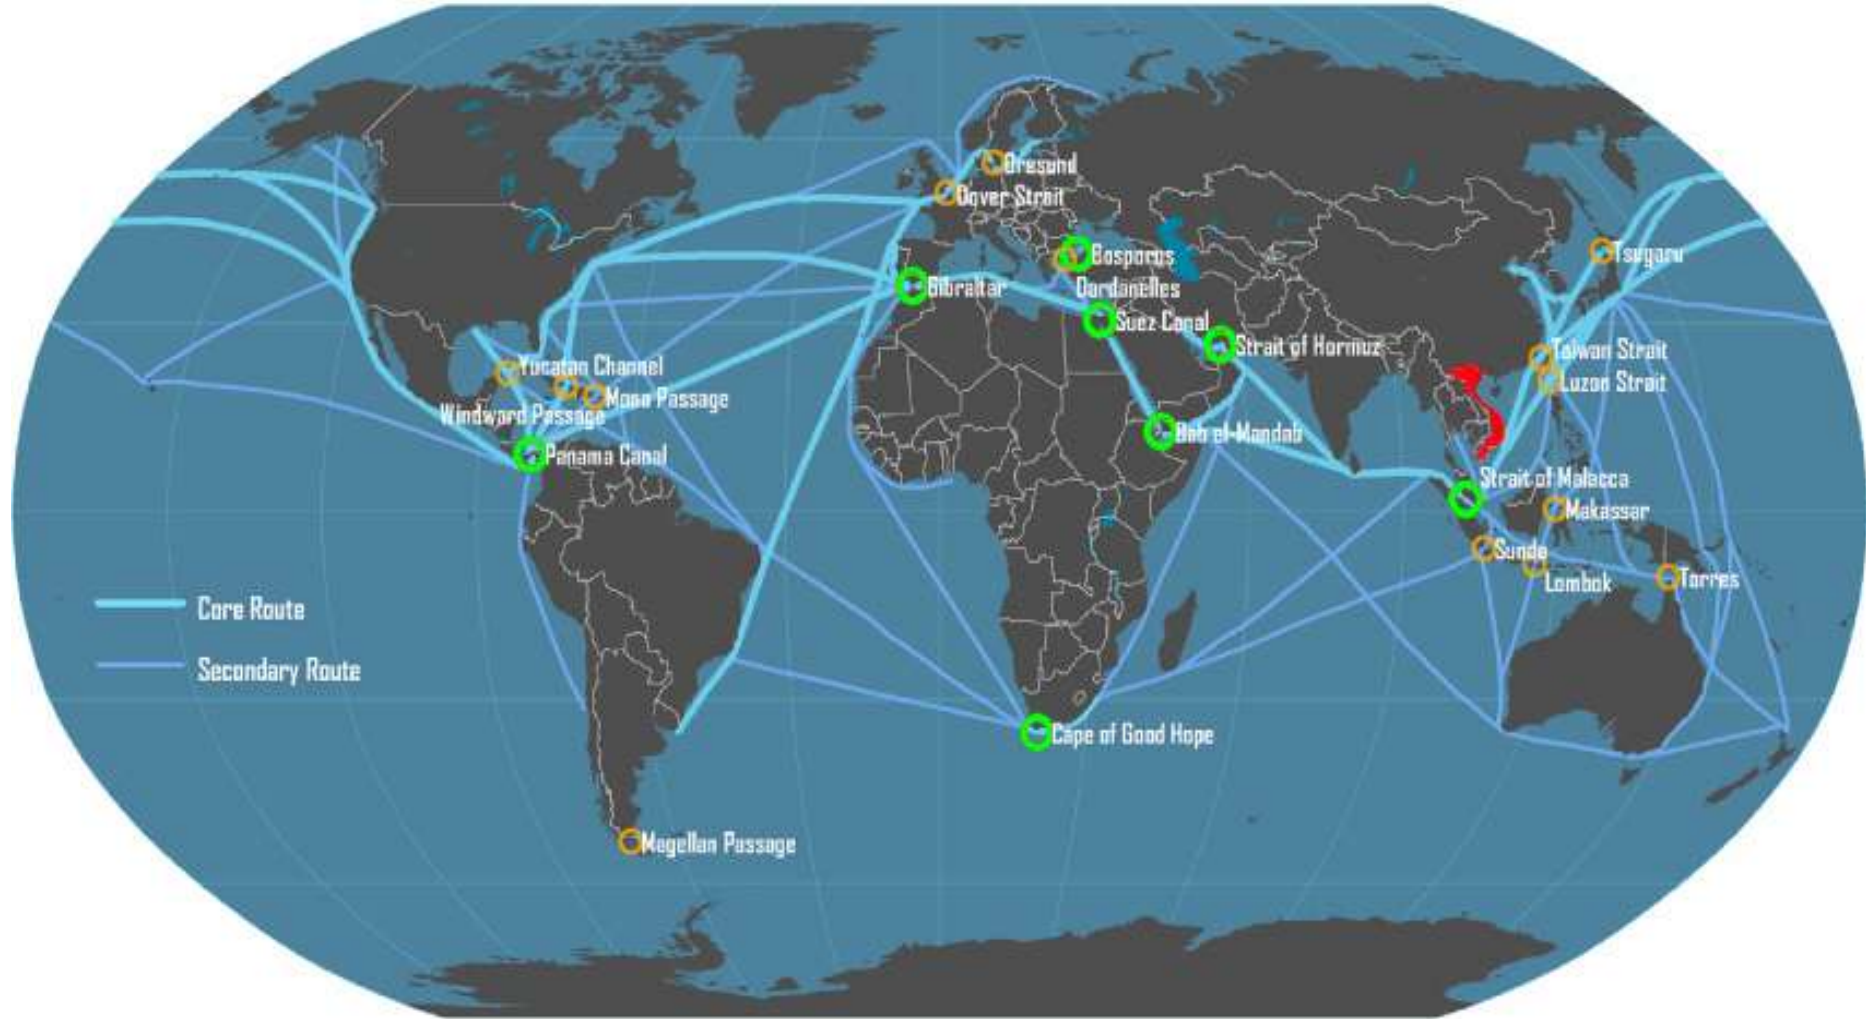 Oresund
Dover Strait
Bosporus
Tsugaru
Gibraltar
Dardanelles
Suez Canal
Strait of Hormuz
Taiwan Strait
Yucatan Channel
Luzon Strait
Mona Passage
Windward Passage
Bab el-Mandab
Panama Canal
Strait of Malacca
Makassar
Sunda
Lombok
Torres
Core Route
Secondary Route
Cape of Good Hope
Magellan Passage